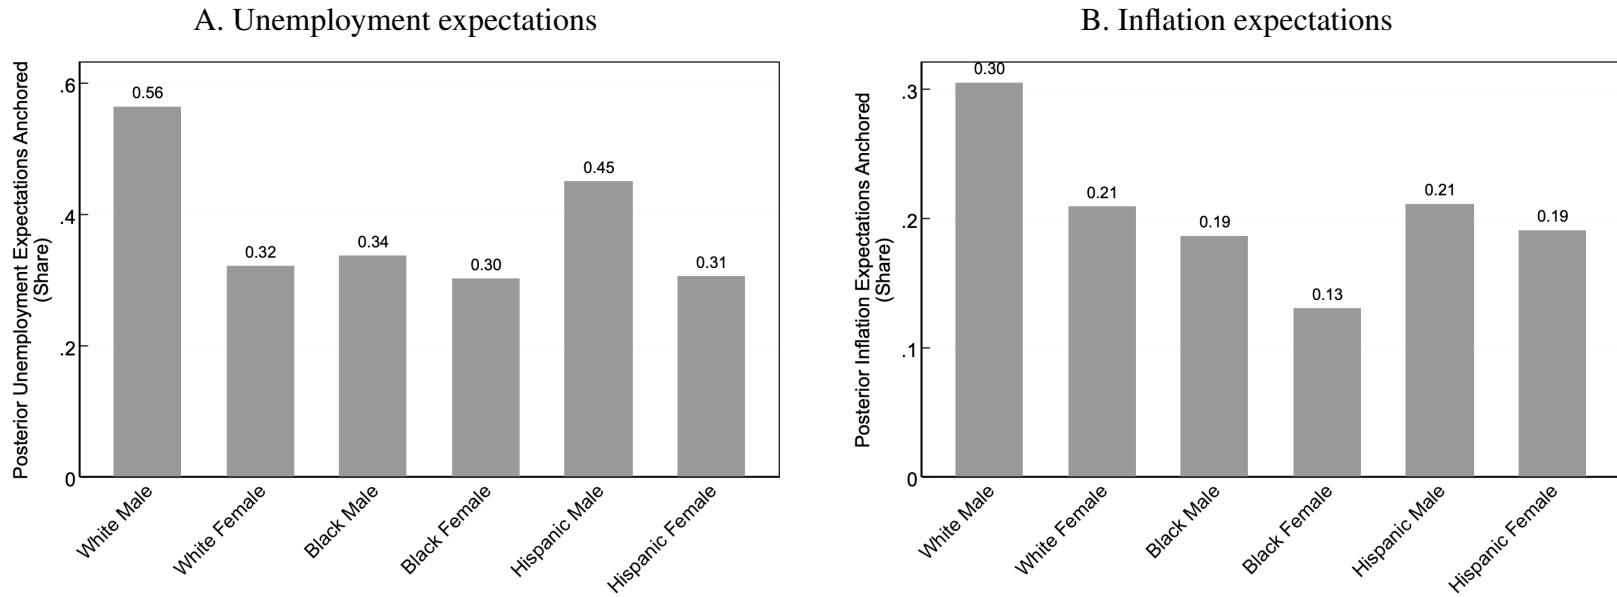 A. Unemployment expectations
Posterior Unemployment Expectations Anchored
(Share)
.6
.4
.2
0
0.56
0.32
0.34
0.30
0.45
0.31
White Male
White Female
Black Male
Black Female
Hispanic Male
Hispanic Female
B. Inflation expectations
Posterior Inflation Expectations Anchored
(Share)
.3
.2
.1
0
0.30
0.21
0.19
0.13
0.21
0.19
White Male
White Female
Black Male
Black Female
Hispanic Male
Hispanic Female